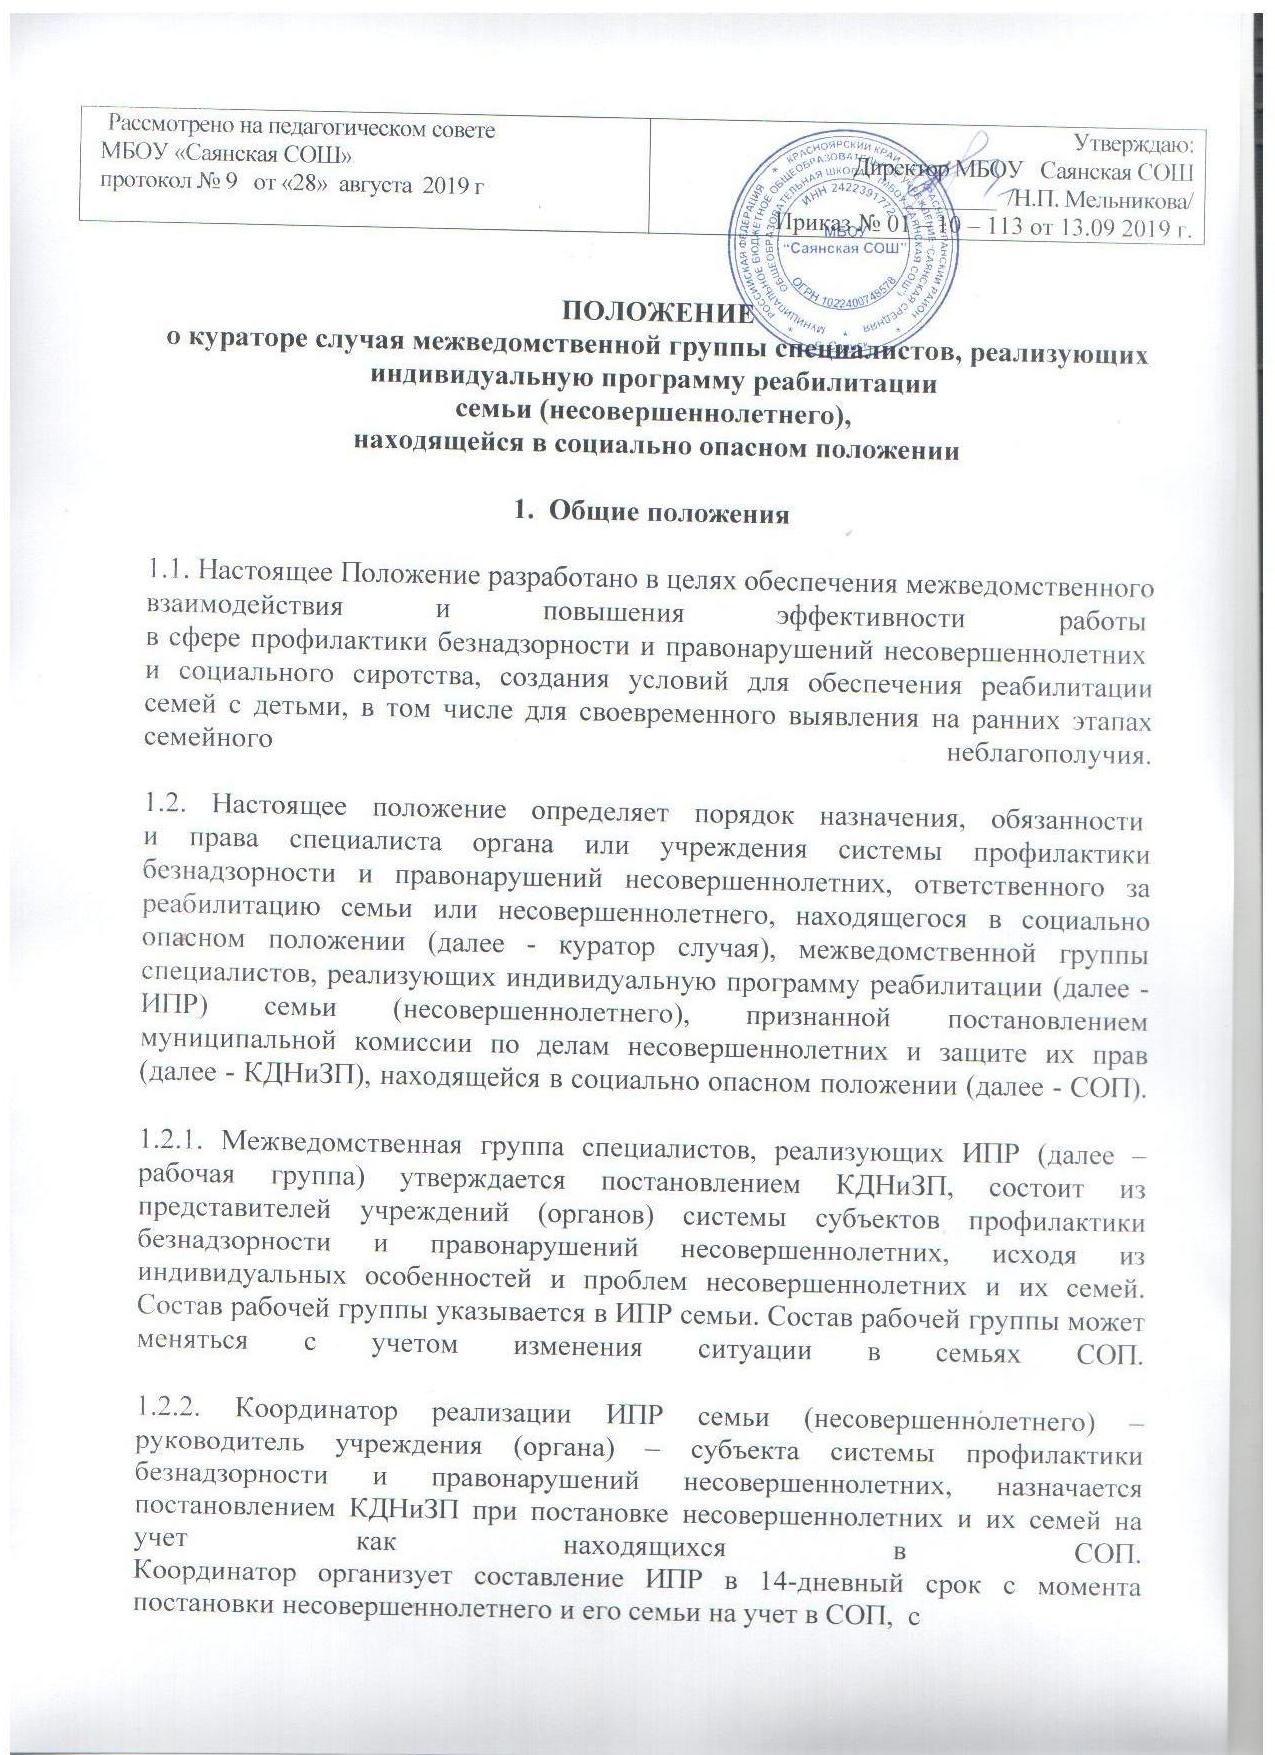 Рассмотрено на педагогическом совете
МБОУ «Саянская СОШ»
протокол № 9 от «28» августа 2019 г
Утверждаю:
Директор МБОУ Саянская СОШ
/Н.П. Мельникова/
Приказ № 01 – 10 – 113 от 13.09 2019 г.
РОССИЙСКАЯ ФЕДЕРАЦИЯ * КРАСНОЯРСКИЙ КРАЙ
ИНН 2422391772
МБОУ
"Саянская СОШ"
ОГРН 1022400749578
ПОЛОЖЕНИЕ
о кураторе случая межведомственной группы специалистов, реализующих
индивидуальную программу реабилитации
семьи (несовершеннолетнего),
находящейся в социально опасном положении
1. Общие положения
1.1. Настоящее Положение разработано в целях обеспечения межведомственного
взаимодействия и повышения эффективности работы
в сфере профилактики безнадзорности и правонарушений несовершеннолетних
и социального сиротства, создания условий для обеспечения реабилитации
семей с детьми, в том числе для своевременного выявления на ранних этапах
семейного неблагополучия.
1.2. Настоящее положение определяет порядок назначения, обязанности
и права специалиста органа или учреждения системы профилактики
безнадзорности и правонарушений несовершеннолетних, ответственного за
реабилитацию семьи или несовершеннолетнего, находящегося в социально
опасном положении (далее - куратор случая), межведомственной группы
специалистов, реализующих индивидуальную программу реабилитации (далее -
ИПР) семьи (несовершеннолетнего), признанной постановлением
муниципальной комиссии по делам несовершеннолетних и защите их прав
(далее - КДНиЗП), находящейся в социально опасном положении (далее - СОП).
1.2.1. Межведомственная группа специалистов, реализующих ИПР (далее –
рабочая группа) утверждается постановлением КДНиЗП, состоит из
представителей учреждений (органов) системы субъектов профилактики
безнадзорности и правонарушений несовершеннолетних, исходя из
индивидуальных особенностей и проблем несовершеннолетних и их семей.
Состав рабочей группы указывается в ИПР семьи. Состав рабочей группы может
меняться с учетом изменения ситуации в семьях СОП.
1.2.2. Координатор реализации ИПР семьи (несовершеннолетнего) –
руководитель учреждения (органа) – субъекта системы профилактики
безнадзорности и правонарушений несовершеннолетних, назначается
постановлением КДНиЗП при постановке несовершеннолетних и их семей на
учет как находящихся в СОП.
Координатор организует составление ИПР в 14-дневный срок с момента
постановки несовершеннолетнего и его семьи на учет в СОП, с